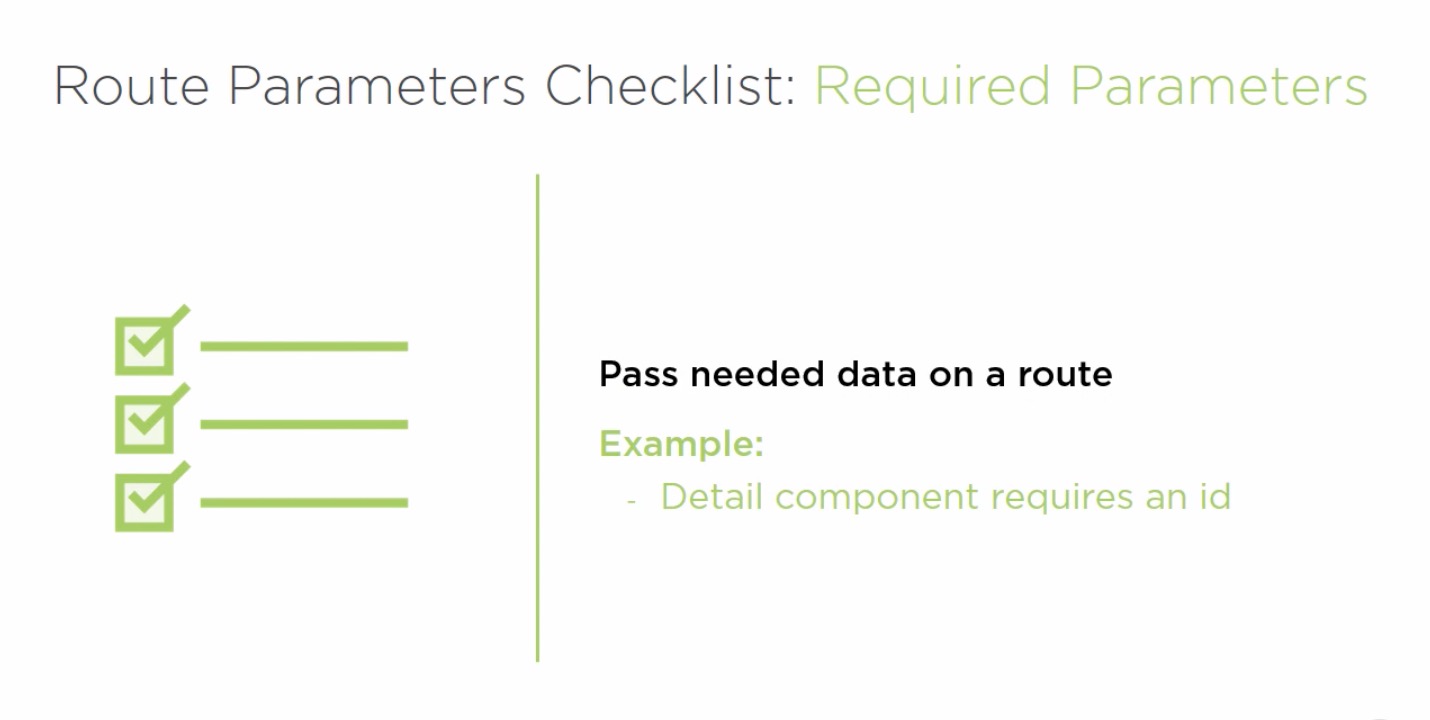 Route Parameters Checklist: Required Parameters
Pass needed data on a route
Example:
- Detail component requires an id